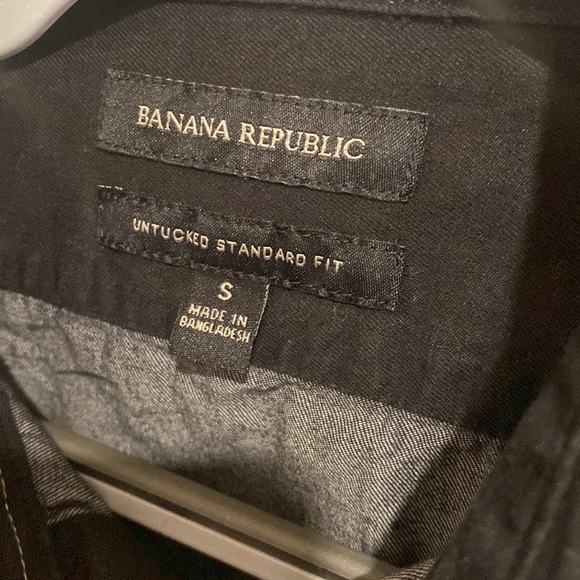 BANANA REPUBLIC
UNTUCKED STANDARD FIT
S
MADE IN
BANGLADESH